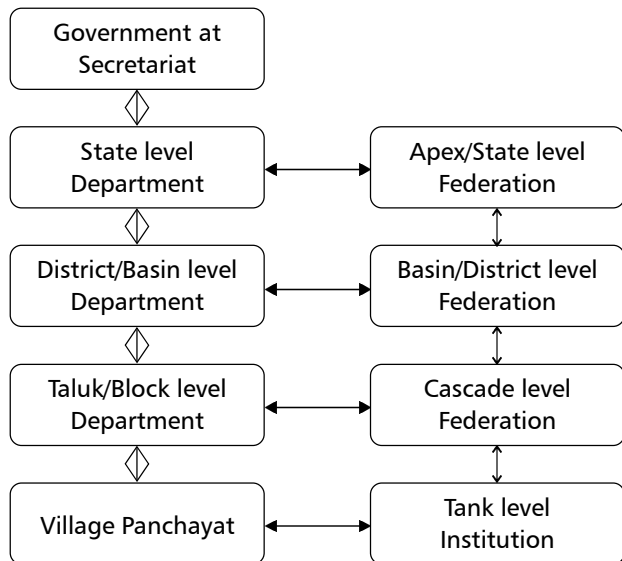 Government at
Secretariat
State level
Department
Apex/State level
Federation
District/Basin level
Department
Basin/District level
Federation
Taluk/Block level
Department
Cascade level
Federation
Village Panchayat
Tank level
Institution